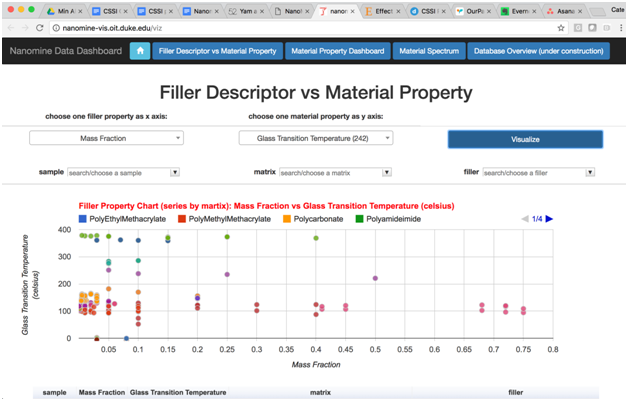 Min A
CSSI
CSSI
Nanom
Yam a
Nanof
nanom
Effect
CSSI
OurPa
Evern
Asana
Cate
nanomine-vis.oit.duke.edu/viz
Nanomine Data Dashboard
Filler Descriptor vs Material Property
Material Property Dashboard
Material Spectrum
Database Overview (under construction)
Filler Descriptor vs Material Property
choose one filler property as x axis:
choose one material property as y axis:
Mass Fraction
Glass Transition Temperature (242)
Visualize
sample search/choose a sample
matrix search/choose a matrix
filler search/choose a filler
Filler Property Chart (series by martix): Mass Fraction vs Glass Transition Temperature (celsius)
PolyEthylMethacrylate PolyMethylMethacrylate Polycarbonate Polyamideimide 1/4
Glass Transition Temperature
(celsius)
400
300
200
100
0
0.05 0.1 0.15 0.2 0.25 0.3 0.35 0.4 0.45 0.5 0.55 0.6 0.65 0.7 0.75 0.8
Mass Fraction
sample Mass Fraction Glass Transition Temperature matrix filler